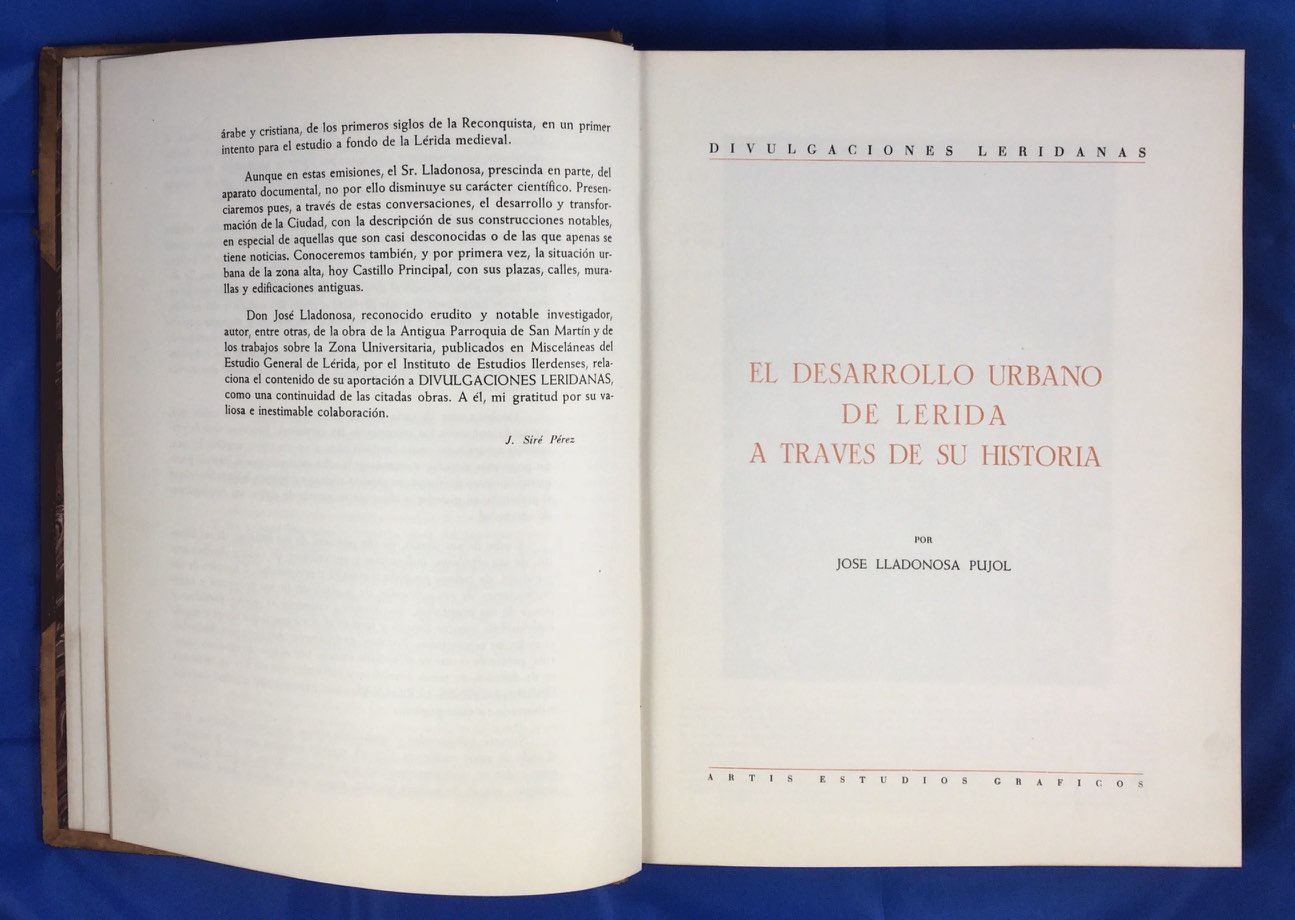 árabe y cristiana, de los primeros siglos de la Reconquista, en un primer
intento para el estudio a fondo de la Lérida medieval.
Aunque en estas emisiones, el Sr. Lladonosa, prescinda en parte, del
aparato documental, no por ello disminuye su carácter científico. Presen-
ciaremos pues, a través de estas conversaciones, el desarrollo y transfor-
mación de la Ciudad, con la descripción de sus construcciones notables,
en especial de aquellas que son casi desconocidas o de las que apenas se
tiene noticias. Conoceremos también, y por primera vez, la situación ur-
bana de la zona alta, hoy Castillo Principal, con sus plazas, calles, mura-
llas y edificaciones antiguas.
Don José Lladonosa, reconocido erudito y notable investigador,
autor, entre otras, de la obra de la Antigua Parroquia de San Martín y de
los trabajos sobre la Zona Universitaria, publicados en Misceláneas del
Estudio General de Lérida, por el Instituto de Estudios Ilerdenses, rela-
ciona el contenido de su aportación a DIVULGACIONES LERIDANAS,
como una continuidad de las citadas obras. A él, mi gratitud por su va-
liosa e inestimable colaboración.
J. Siré Pérez
DIVULGACIONES LERIDANAS
EL DESARROLLO URBANO
DE LERIDA
A TRAVES DE SU HISTORIA
POR
JOSE LLADONOSA PUJOL
ARTIS ESTUDIOS GRAFICOS